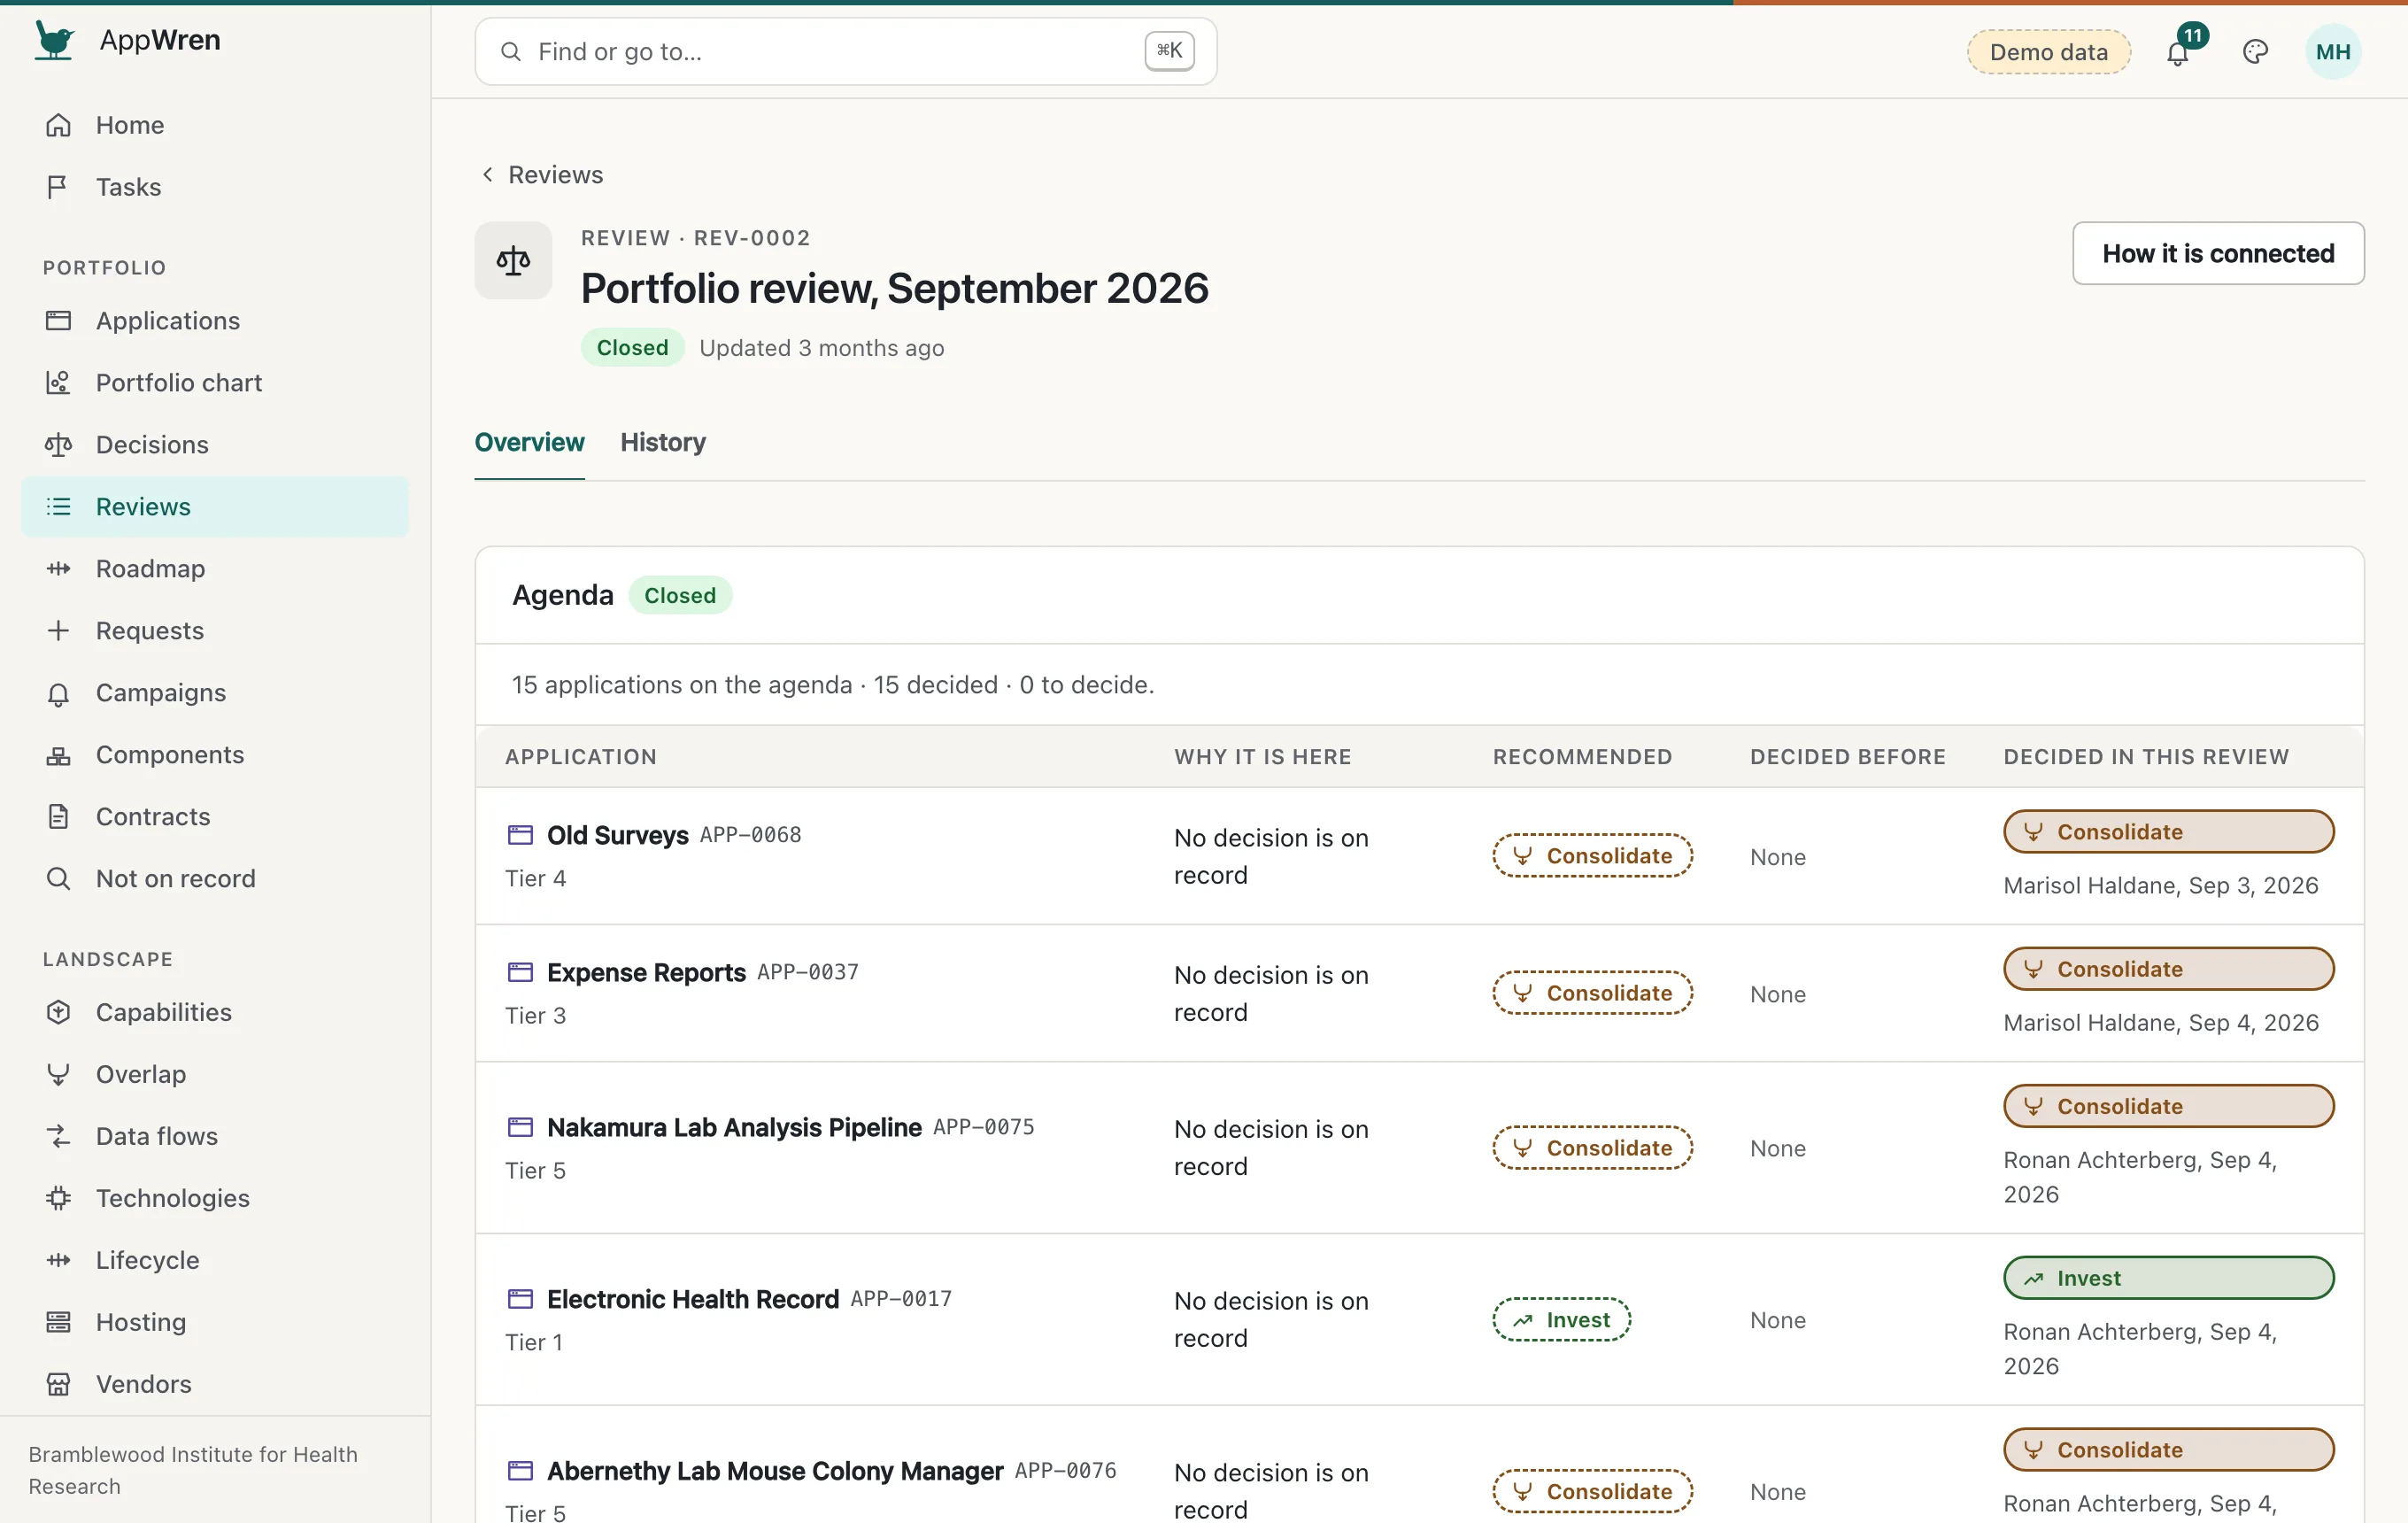 AppWren
Find or go to...
⌘K
Demo data
11
MH
Home
Tasks
PORTFOLIO
Applications
Portfolio chart
Decisions
Reviews
Roadmap
Requests
Campaigns
Components
Contracts
Not on record
LANDSCAPE
Capabilities
Overlap
Data flows
Technologies
Lifecycle
Hosting
Vendors
Bramblewood Institute for Health
Research
Reviews
REVIEW · REV-0002
Portfolio review, September 2026
Closed Updated 3 months ago
How it is connected
Overview History
Agenda Closed
15 applications on the agenda · 15 decided · 0 to decide.
APPLICATION WHY IT IS HERE RECOMMENDED DECIDED BEFORE DECIDED IN THIS REVIEW
Old Surveys APP-0068
Tier 4
No decision is on
record
Consolidate
None
Consolidate
Marisol Haldane, Sep 3, 2026
Expense Reports APP-0037
Tier 3
No decision is on
record
Consolidate
None
Consolidate
Marisol Haldane, Sep 4, 2026
Nakamura Lab Analysis Pipeline APP-0075
Tier 5
No decision is on
record
Consolidate
None
Consolidate
Ronan Achterberg, Sep 4,
2026
Electronic Health Record APP-0017
Tier 1
No decision is on
record
Invest
None
Invest
Ronan Achterberg, Sep 4,
2026
Abernethy Lab Mouse Colony Manager APP-0076
Tier 5
No decision is on
record
Consolidate
None
Consolidate
Ronan Achterberg, Sep 4,